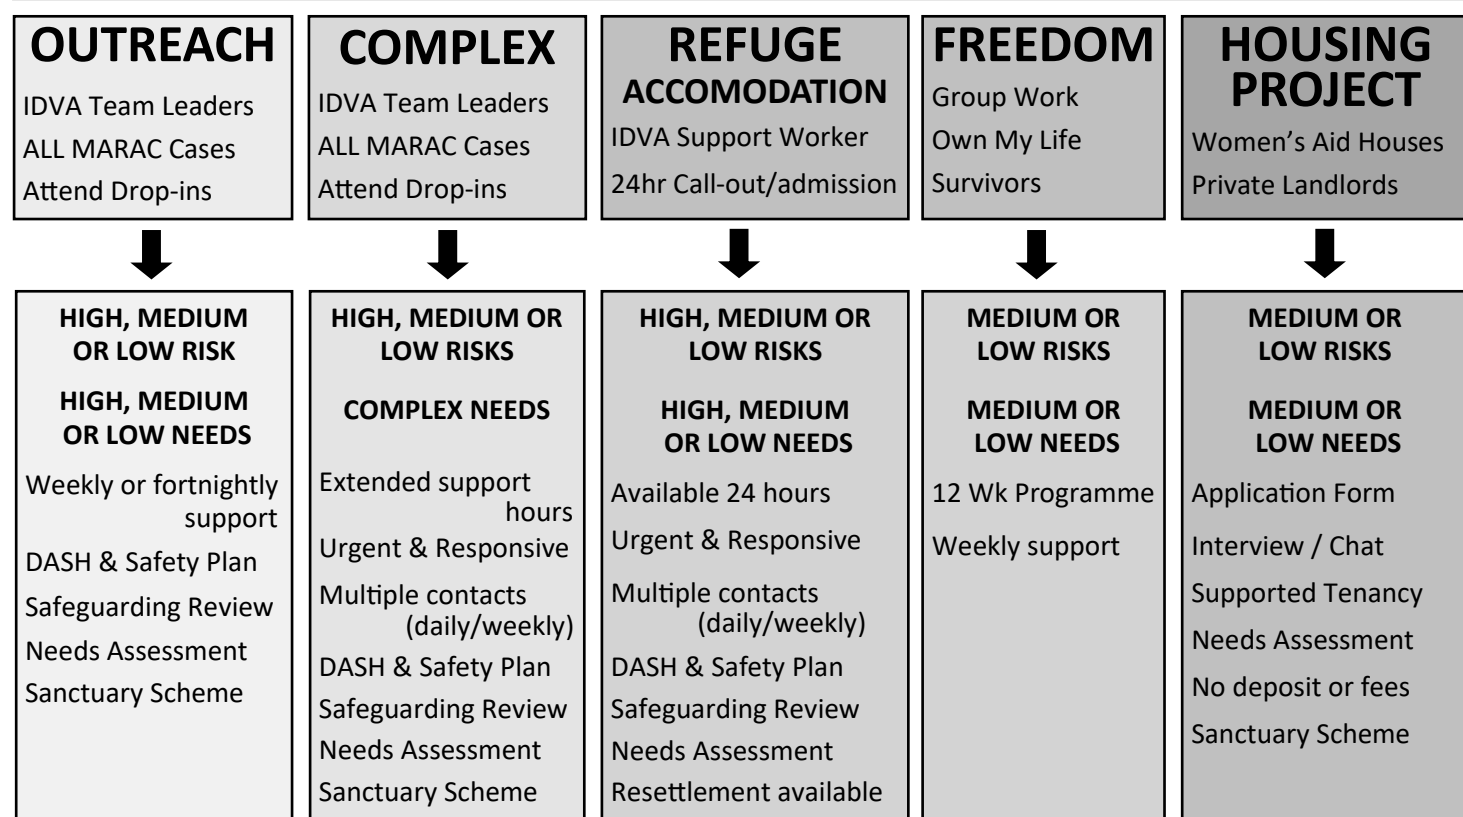 OUTREACH
IDVA Team Leaders
ALL MARAC Cases
Attend Drop-ins
HIGH, MEDIUM
OR LOW RISK
HIGH, MEDIUM
OR LOW NEEDS
Weekly or fortnightly
support
DASH & Safety Plan
Safeguarding Review
Needs Assessment
Sanctuary Scheme
COMPLEX
IDVA Team Leaders
ALL MARAC Cases
Attend Drop-ins
HIGH, MEDIUM OR
LOW RISKS
COMPLEX NEEDS
Extended support
hours
Urgent & Responsive
Multiple contacts
(daily/weekly)
DASH & Safety Plan
Safeguarding Review
Needs Assessment
Sanctuary Scheme
REFUGE
ACCOMODATION
IDVA Support Worker
24hr Call-out/admission
HIGH, MEDIUM OR
LOW RISKS
HIGH, MEDIUM
OR LOW NEEDS
Available 24 hours
Urgent & Responsive
Multiple contacts
(daily/weekly)
DASH & Safety Plan
Safeguarding Review
Needs Assessment
Resettlement available
FREEDOM
Group Work
Own My Life
Survivors
MEDIUM OR
LOW RISKS
MEDIUM OR
LOW NEEDS
12 Wk Programme
Weekly support
HOUSING
PROJECT
Women’s Aid Houses
Private Landlords
MEDIUM OR
LOW RISKS
MEDIUM OR
LOW NEEDS
Application Form
Interview / Chat
Supported Tenancy
Needs Assessment
No deposit or fees
Sanctuary Scheme